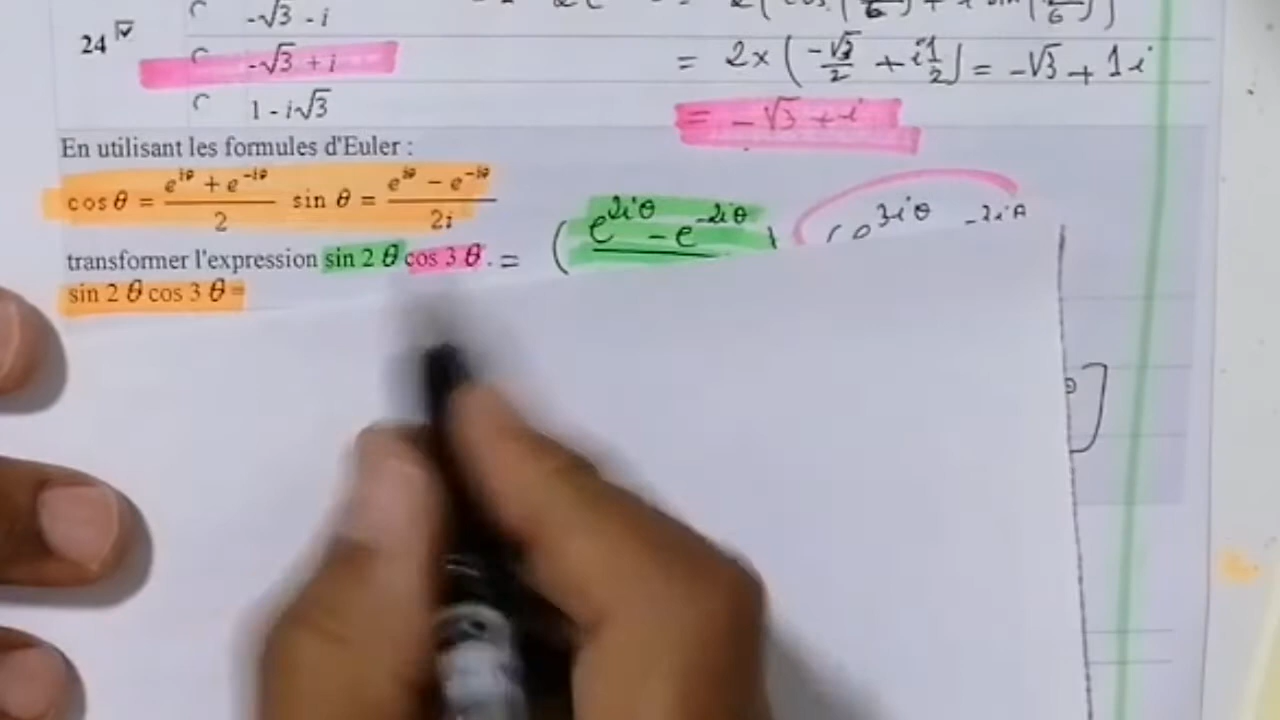 -√3 - i
24
-√3 + i
= 2×(-√3/2 + i 1/2) = -√3 + 1i
1 - i√3
= -√3 + i
En utilisant les formules d'Euler :
cos θ = (e^{iθ} + e^{-iθ})/2 sin θ = (e^{iθ} - e^{-iθ})/2i
transformer l'expression sin 2 θ cos 3 θ . = (e^{2iθ} - e^{-2iθ}) (e^{3iθ}
sin 2 θ cos 3 θ =